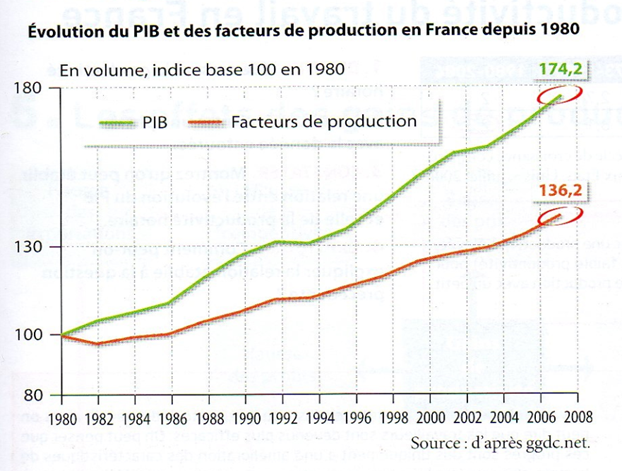 Évolution du PIB et des facteurs de production en France depuis 1980
En volume, indice base 100 en 1980
174,2
180
PIB
Facteurs de production
136,2
130
100
80
1980 1982 1984 1986 1988 1990 1992 1994 1996 1998 2000 2002 2004 2006 2008
Source : d'après ggdc.net.